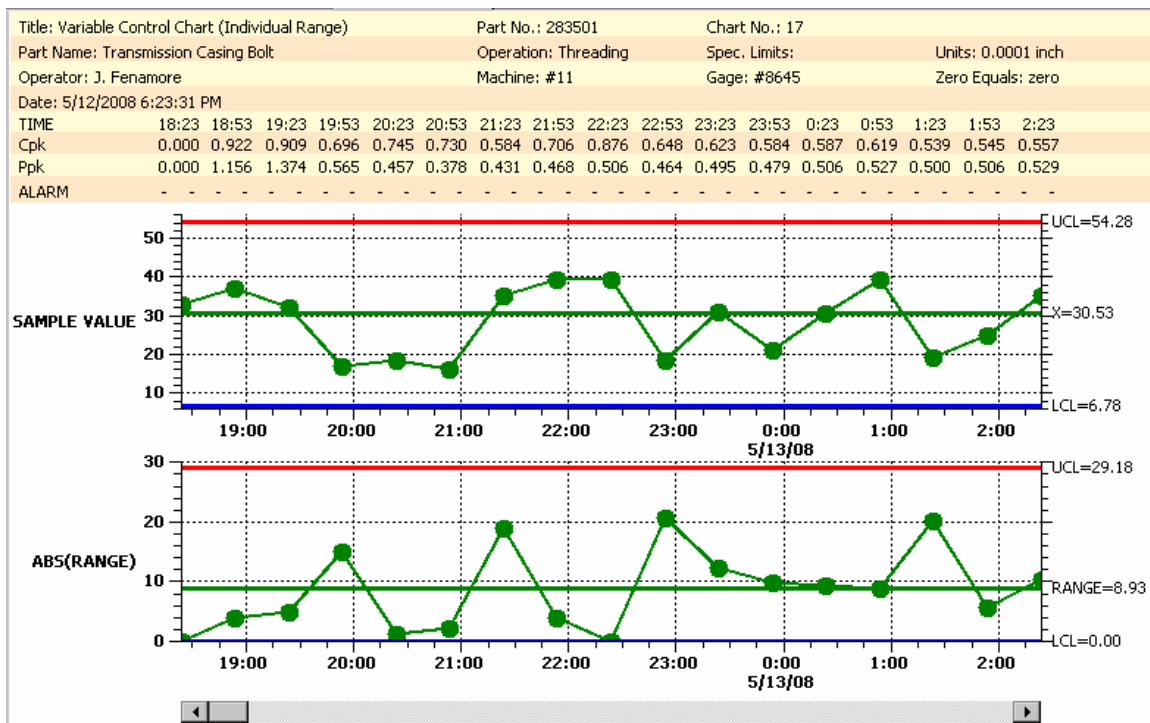 Title: Variable Control Chart (Individual Range) Part No.: 283501 Chart No.: 17
Part Name: Transmission Casing Bolt Operation: Threading Spec. Limits: Units: 0.0001 inch
Operator: J. Fenamore Machine: #11 Gage: #8645 Zero Equals: zero
Date: 5/12/2008 6:23:31 PM
TIME 18:23 18:53 19:23 19:53 20:23 20:53 21:23 21:53 22:23 22:53 23:23 23:53 0:23 0:53 1:23 1:53 2:23
Cpk 0.000 0.922 0.909 0.696 0.745 0.730 0.584 0.706 0.876 0.648 0.623 0.584 0.587 0.619 0.539 0.545 0.557
Ppk 0.000 1.156 1.374 0.565 0.457 0.378 0.431 0.468 0.506 0.464 0.495 0.479 0.506 0.527 0.500 0.506 0.529
ALARM - - - - - - - - - - - - - - - - -
UCL=54.28
50
40
SAMPLE VALUE 30 X=30.53
20
10
LCL=6.78
19:00 20:00 21:00 22:00 23:00 0:00 1:00 2:00
5/13/08
30 UCL=29.18
20
ABS(RANGE)
10 RANGE=8.93
0 LCL=0.00
19:00 20:00 21:00 22:00 23:00 0:00 1:00 2:00
5/13/08